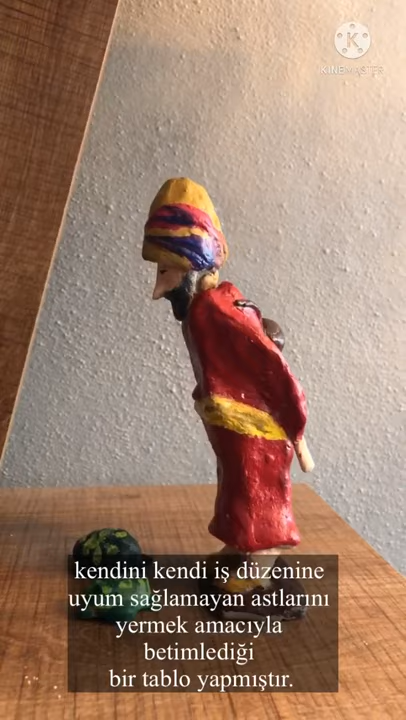 KINEMASTER
kendini kendi iş düzenine
uyum sağlamayan astlarını
yermek amacıyla
betimlediği
bir tablo yapmıştır.